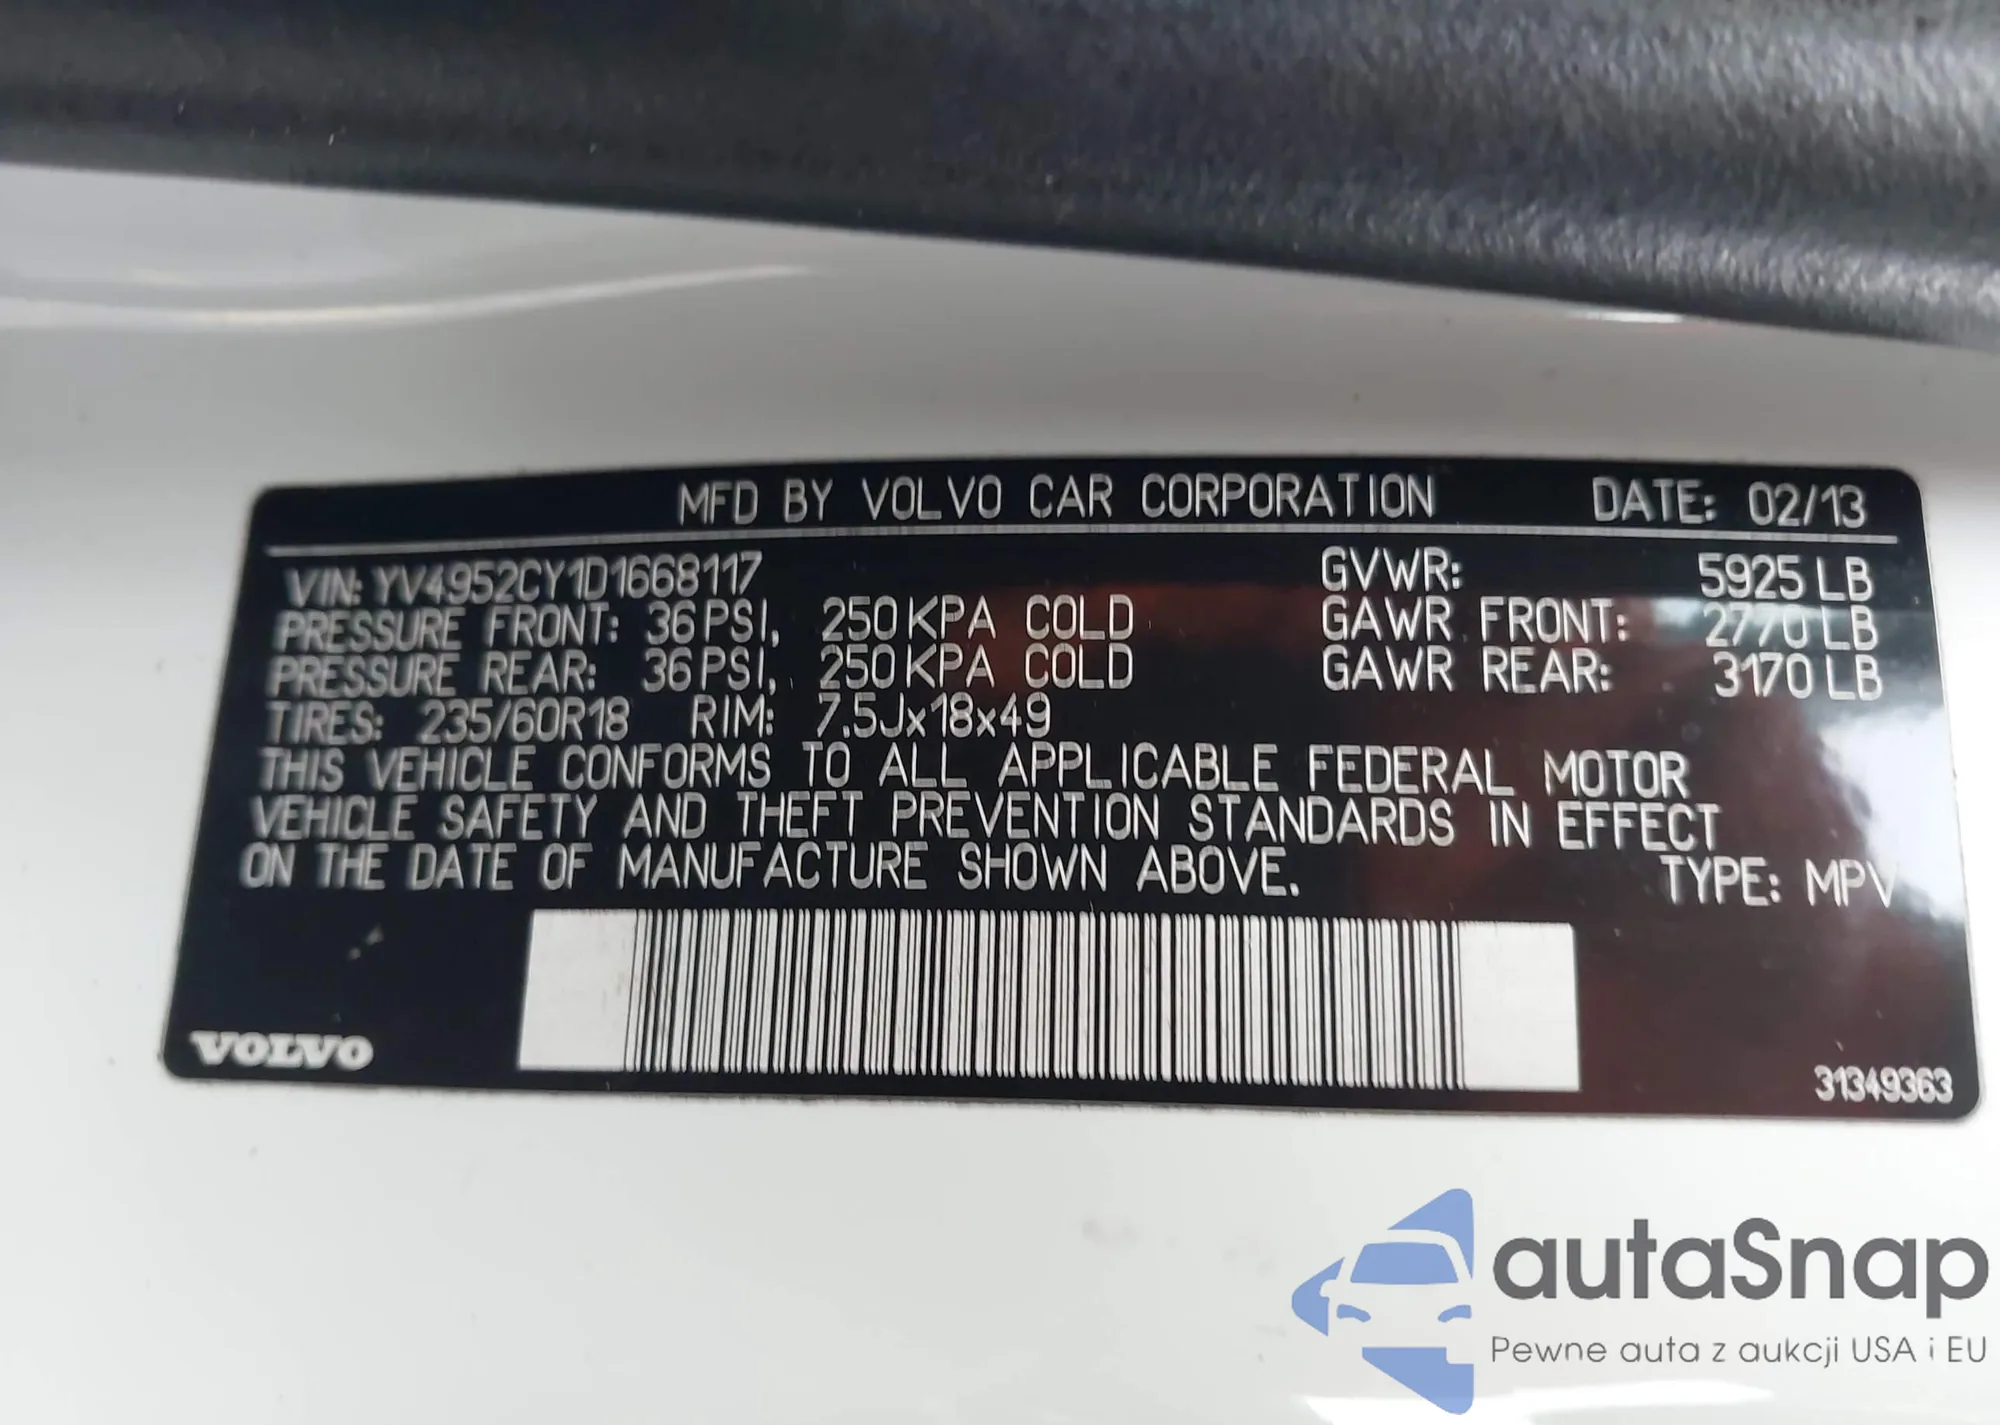 MFD BY VOLVO CAR CORPORATION DATE: 02/13
VIN: YV4952CY1D1668117 GVWR: 5925 LB
PRESSURE FRONT: 36 PSI, 250 KPA COLD GAWR FRONT: 2770 LB
PRESSURE REAR: 36 PSI, 250 KPA COLD GAWR REAR: 3170 LB
TIRES: 235/60R18 RIM: 7.5Jx18x49
THIS VEHICLE CONFORMS TO ALL APPLICABLE FEDERAL MOTOR
VEHICLE SAFETY AND THEFT PREVENTION STANDARDS IN EFFECT
ON THE DATE OF MANUFACTURE SHOWN ABOVE. TYPE: MPV
VOLVO
31349363
autaSnap
Pewne auta z aukcji USA i EU